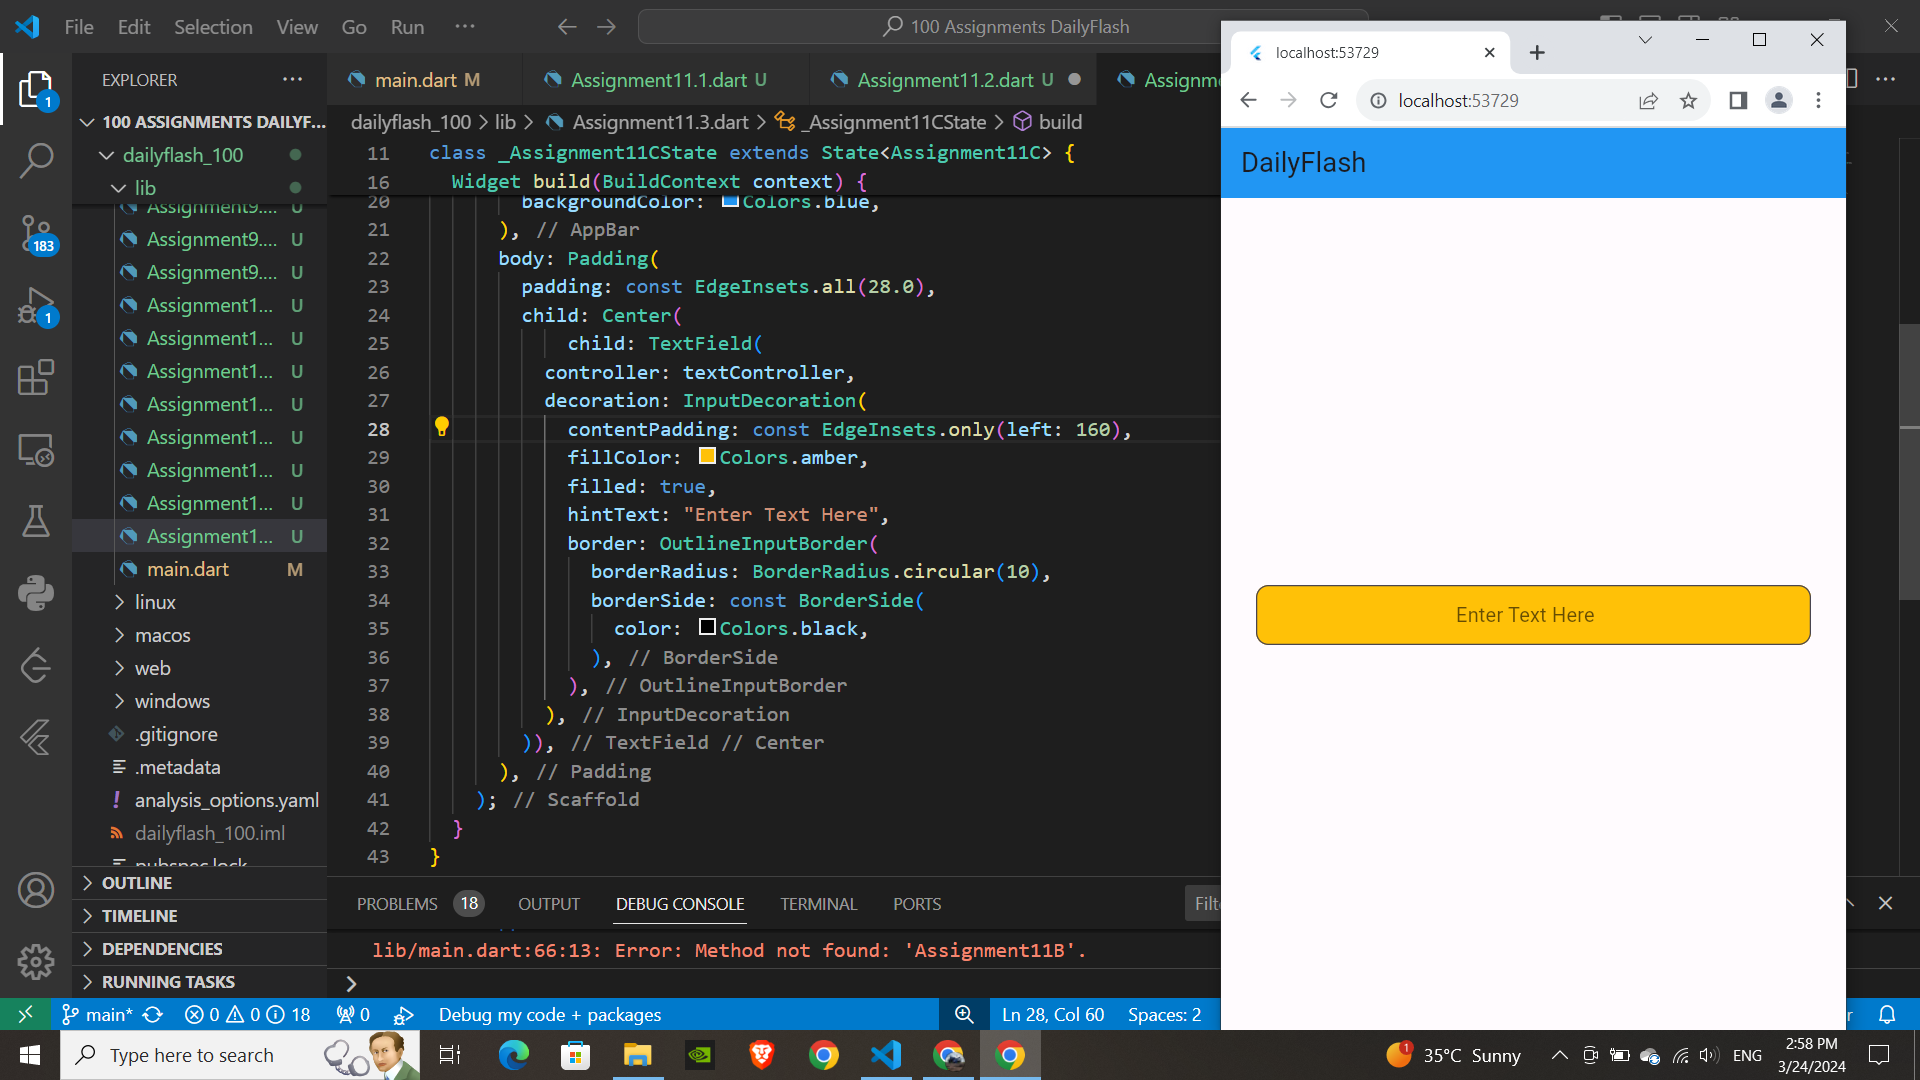 File Edit Selection View Go Run ···
100 Assignments DailyFlash
EXPLORER
100 ASSIGNMENTS DAILYF...
dailyflash_100
lib
Assignment9.... U
Assignment9.... U
Assignment9.... U
Assignment1... U
Assignment1... U
Assignment1... U
Assignment1... U
Assignment1... U
Assignment1... U
Assignment1... U
Assignment1... U
main.dart M
linux
macos
web
windows
.gitignore
.metadata
analysis_options.yaml
dailyflash_100.iml
pubspec.lock
OUTLINE
TIMELINE
DEPENDENCIES
RUNNING TASKS
1
183
1
main.dart M
Assignment11.1.dart U
Assignment11.2.dart U
Assignm
dailyflash_100 > lib > Assignment11.3.dart > _Assignment11CState > build
11 class _Assignment11CState extends State<Assignment11C> {
16 Widget build(BuildContext context) {
20 backgroundColor: Colors.blue,
21 ), // AppBar
22 body: Padding(
23 padding: const EdgeInsets.all(28.0),
24 child: Center(
25 child: TextField(
26 controller: textController,
27 decoration: InputDecoration(
28 contentPadding: const EdgeInsets.only(left: 160),
29 fillColor: Colors.amber,
30 filled: true,
31 hintText: "Enter Text Here",
32 border: OutlineInputBorder(
33 borderRadius: BorderRadius.circular(10),
34 borderSide: const BorderSide(
35 color: Colors.black,
36 ), // BorderSide
37 ), // OutlineInputBorder
38 ), // InputDecoration
39 )), // TextField // Center
40 ), // Padding
41 ); // Scaffold
42 }
43 }
PROBLEMS 18 OUTPUT DEBUG CONSOLE TERMINAL PORTS
Filt
lib/main.dart:66:13: Error: Method not found: 'Assignment11B'.
main* 0 0 18 0 Debug my code + packages
Ln 28, Col 60 Spaces: 2
localhost:53729
localhost:53729
DailyFlash
Enter Text Here
Type here to search
1
35°C Sunny
ENG
2:58 PM
3/24/2024